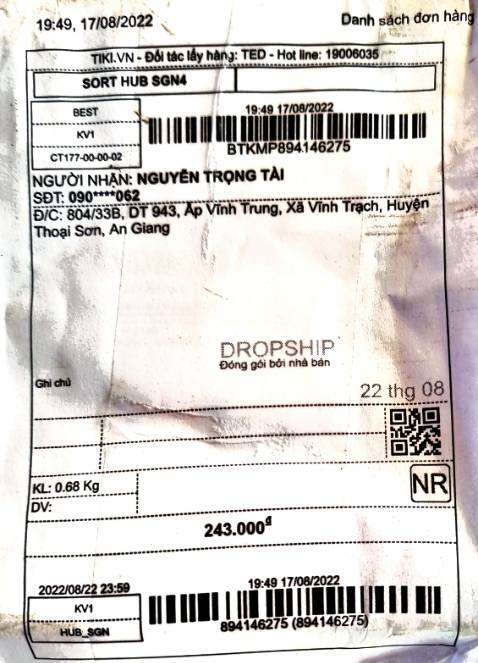 19:49, 17/08/2022
Danh sách đơn hàng
TIKI.VN - Đối tác lấy hàng: TED - Hot line: 19006035
SORT HUB SGN4
BEST
KV1
CT177-00-00-02
19:49 17/08/2022
BTKMP894146275
NGƯỜI NHẬN: NGUYỄN TRỌNG TÀI
SĐT: 090****062
Đ/C: 804/33B, DT 943, Ấp Vĩnh Trung, Xã Vĩnh Trạch, Huyện
Thoại Sơn, An Giang
DROPSHIP
Đóng gói bởi nhà bán
Ghi chú
22 thg 08
KL: 0.68 Kg
DV:
NR
243.000đ
2022/08/22 23:59
KV1
HUB_SGN
19:49 17/08/2022
894146275 (894146275)